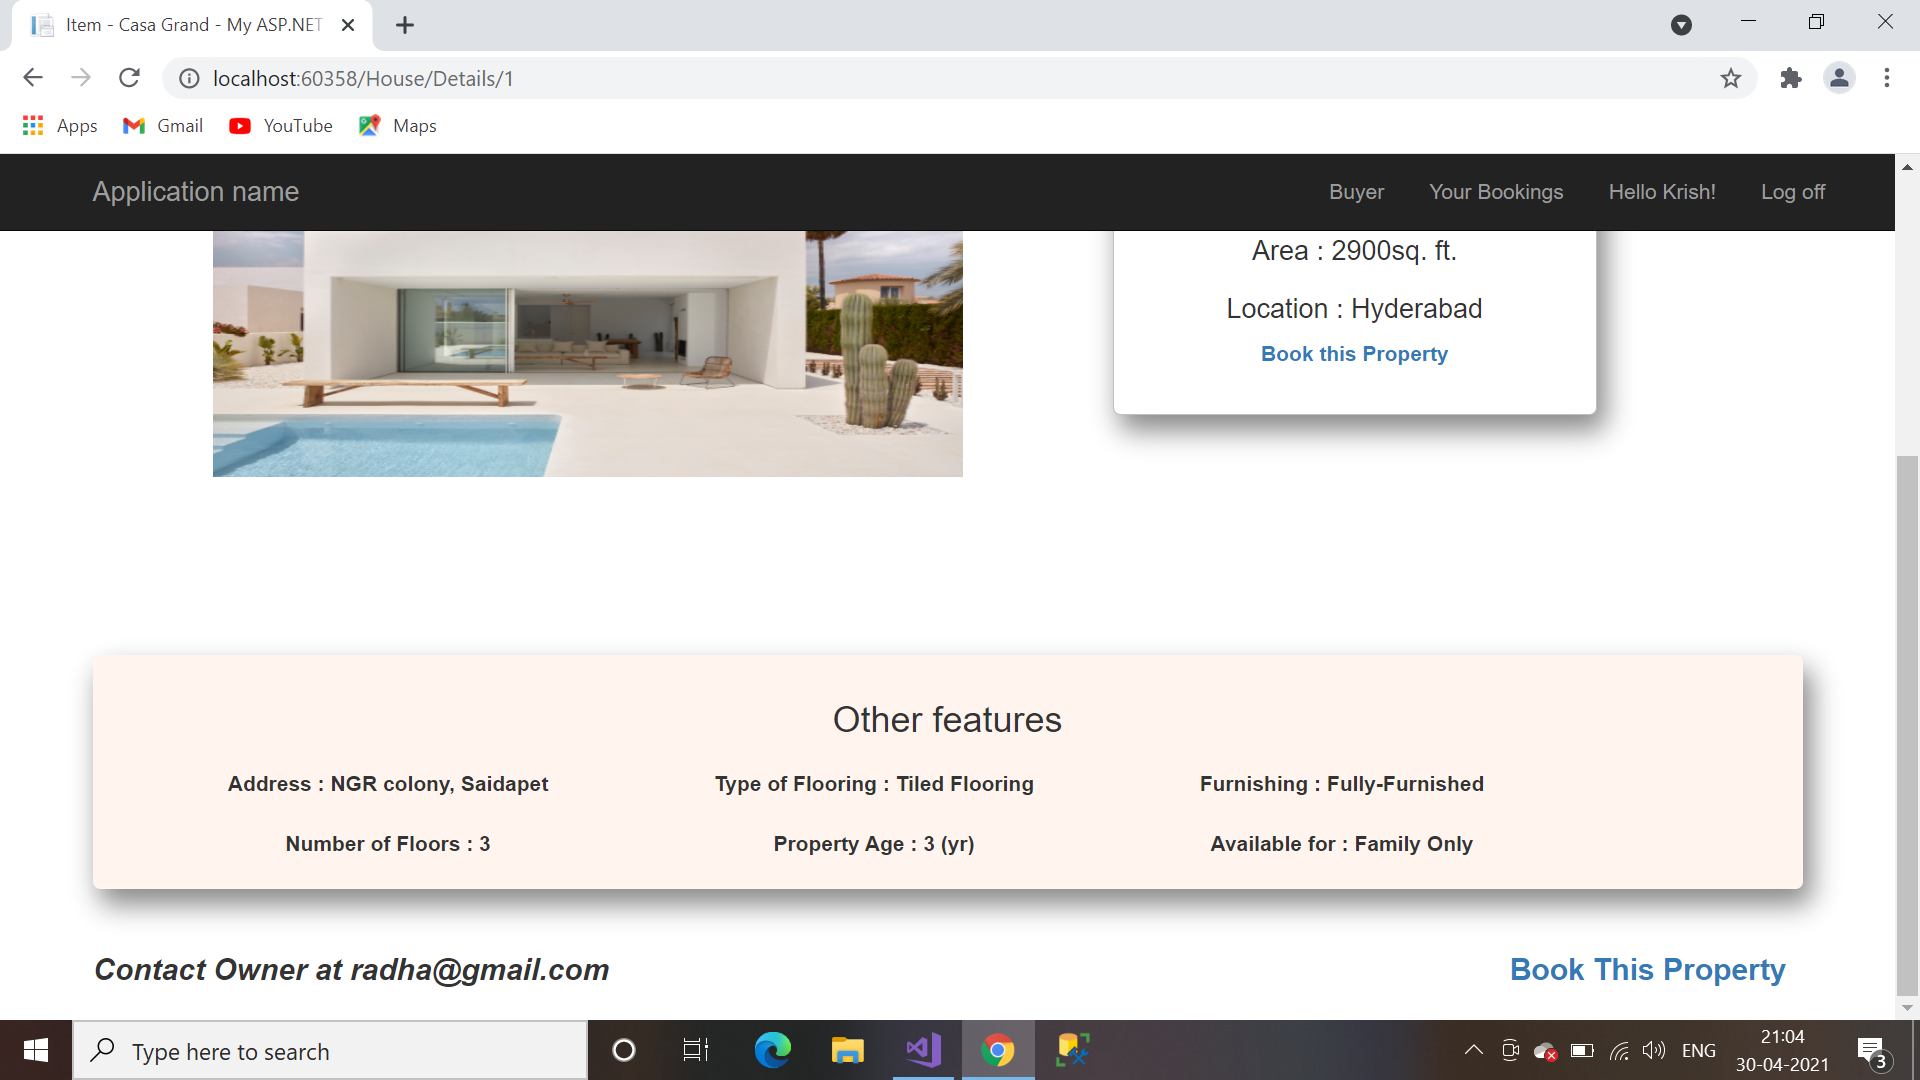 Item - Casa Grand - My ASP.NET
localhost:60358/House/Details/1
Apps Gmail YouTube Maps
Application name Buyer Your Bookings Hello Krish! Log off
Area : 2900sq. ft.
Location : Hyderabad
Book this Property
Other features
Address : NGR colony, Saidapet Type of Flooring : Tiled Flooring Furnishing : Fully-Furnished
Number of Floors : 3 Property Age : 3 (yr) Available for : Family Only
Contact Owner at radha@gmail.com Book This Property
Type here to search ENG 21:04
30-04-2021 3